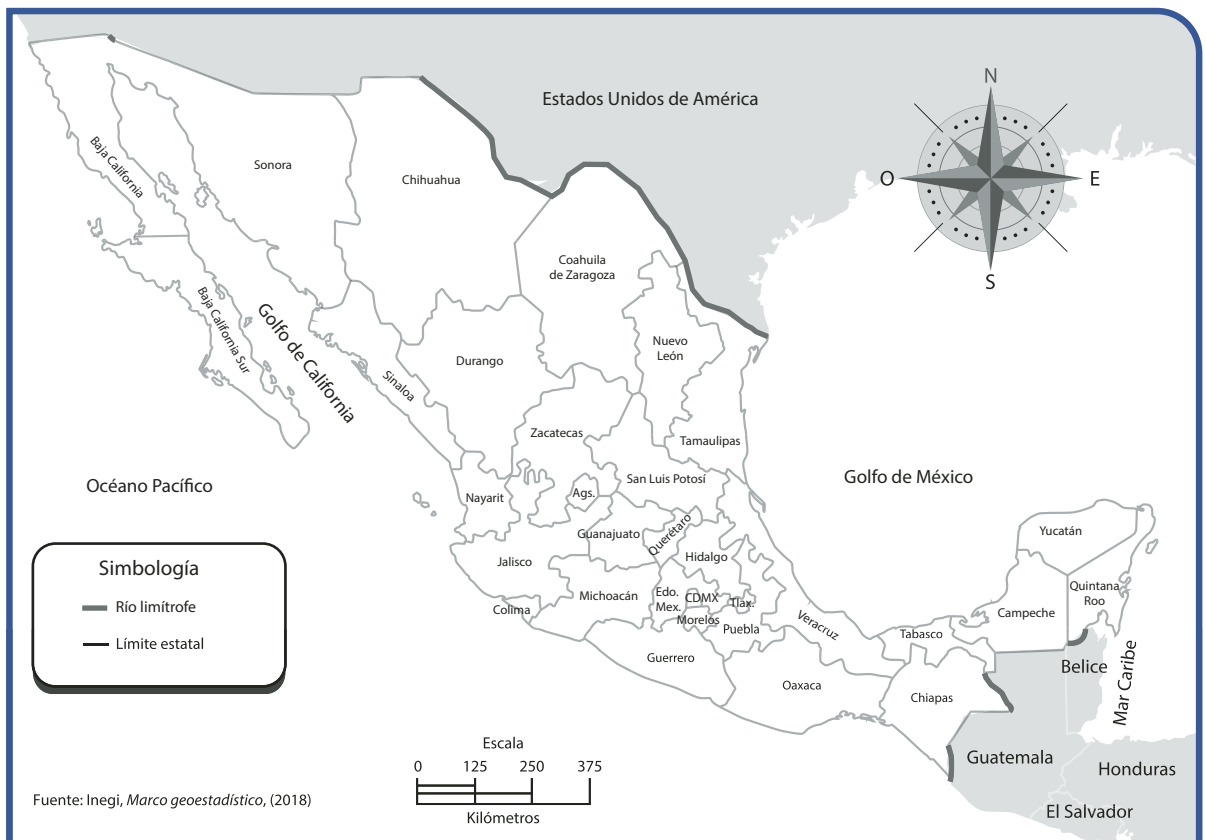 N
O
E
S
Estados Unidos de América
Baja California
Sonora
Chihuahua
Coahuila
de Zaragoza
Baja California Sur
Golfo de California
Nuevo
León
Durango
Sinaloa
Zacatecas
Tamaulipas
San Luis Potosí
Océano Pacífico
Golfo de México
Nayarit
Ags.
Guanajuato
Querétaro
Yucatán
Hidalgo
Jalisco
Quintana
Roo
Colima
Michoacán
Edo.
Mex.
CDMX
Tlax.
Morelos
Puebla
Veracruz
Campeche
Tabasco
Guerrero
Oaxaca
Chiapas
Belice
Mar Caribe
Guatemala
Honduras
El Salvador
Simbología
Río limítrofe
Límite estatal
Escala
0 125 250 375
Kilómetros
Fuente: Inegi, Marco geoestadístico, (2018)